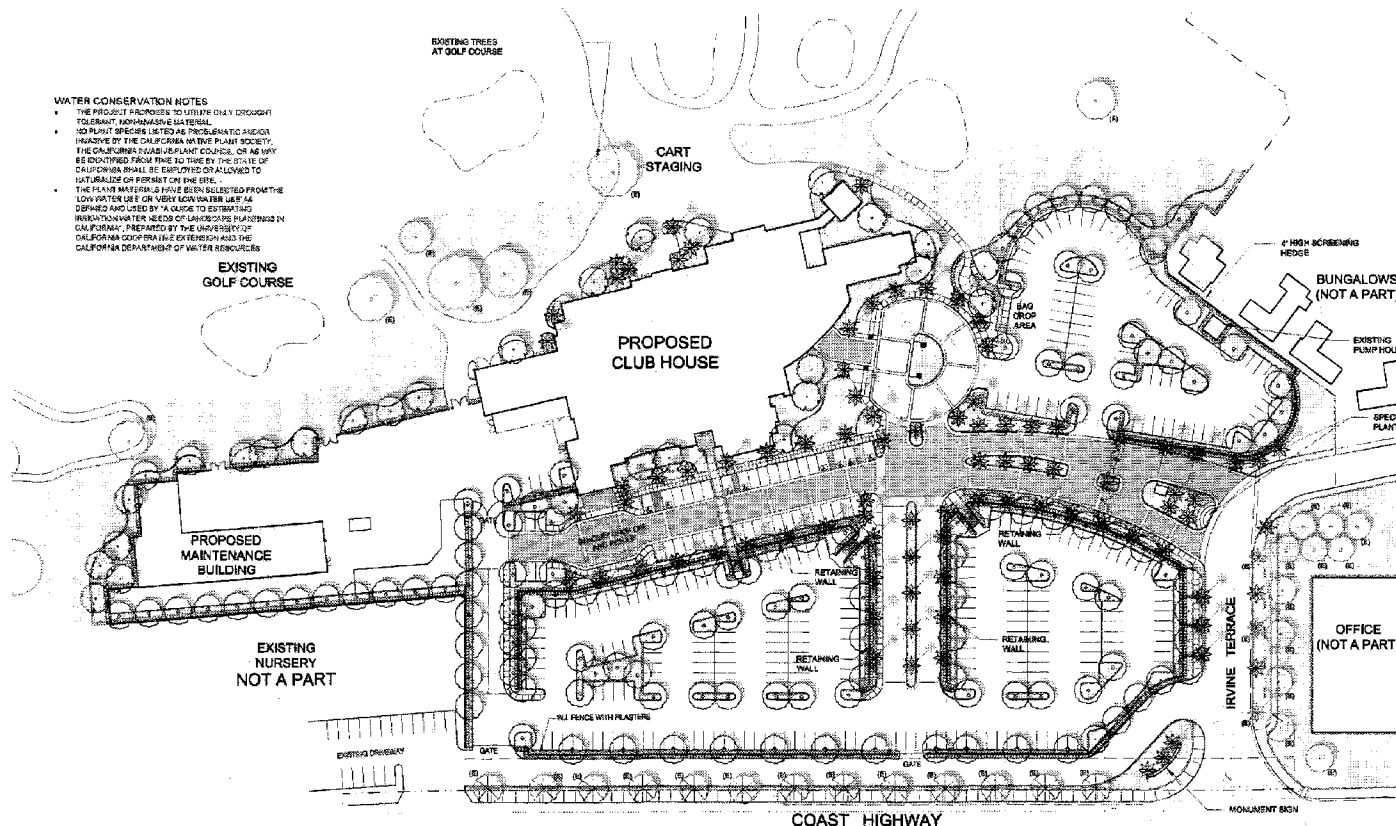 EXISTING TREES
AT GOLF COURSE
WATER CONSERVATION NOTES
THE PROJECT PROPOSES TO UTILIZE ONLY DROUGHT
TOLERANT, NON-INVASIVE MATERIAL.
NO PLANT SPECIES LISTED AS PROBLEMATIC AND/OR
INVASIVE BY THE CALIFORNIA NATIVE PLANT SOCIETY,
THE CALIFORNIA INVASIVE PLANT COUNCIL, OR AS MAY
BE IDENTIFIED FROM TIME TO TIME BY THE STATE OF
CALIFORNIA SHALL BE EMPLOYED OR ALLOWED TO
NATURALIZE OR PERSIST ON THE SITE.
THE PLANT MATERIALS HAVE BEEN SELECTED FROM THE
'LOW WATER USE' OR 'VERY LOW WATER USE' AS
DEFINED AND USED BY "A GUIDE TO ESTIMATING
IRRIGATION WATER NEEDS OF LANDSCAPE PLANTINGS IN
CALIFORNIA", PREPARED BY THE UNIVERSITY OF
CALIFORNIA COOPERATIVE EXTENSION AND THE
CALIFORNIA DEPARTMENT OF WATER RESOURCES
CART
STAGING
EXISTING
GOLF COURSE
4' HIGH SCREENING
HEDGE
BUNGALOWS
(NOT A PART)
BAG
DROP
AREA
PROPOSED
CLUB HOUSE
EXISTING
PUMP HOU
SPEC
PLANT
GATE
PROPOSED
MAINTENANCE
BUILDING
RETAINING
WALL
RETAINING
WALL
EXISTING
NURSERY
NOT A PART
RETAINING
WALL
RETAINING
WALL
IRVINE TERRACE
OFFICE
(NOT A PART
W.I. FENCE WITH PILASTERS
EXISTING DRIVEWAY
GATE
GATE
MONUMENT SIGN
COAST HIGHWAY